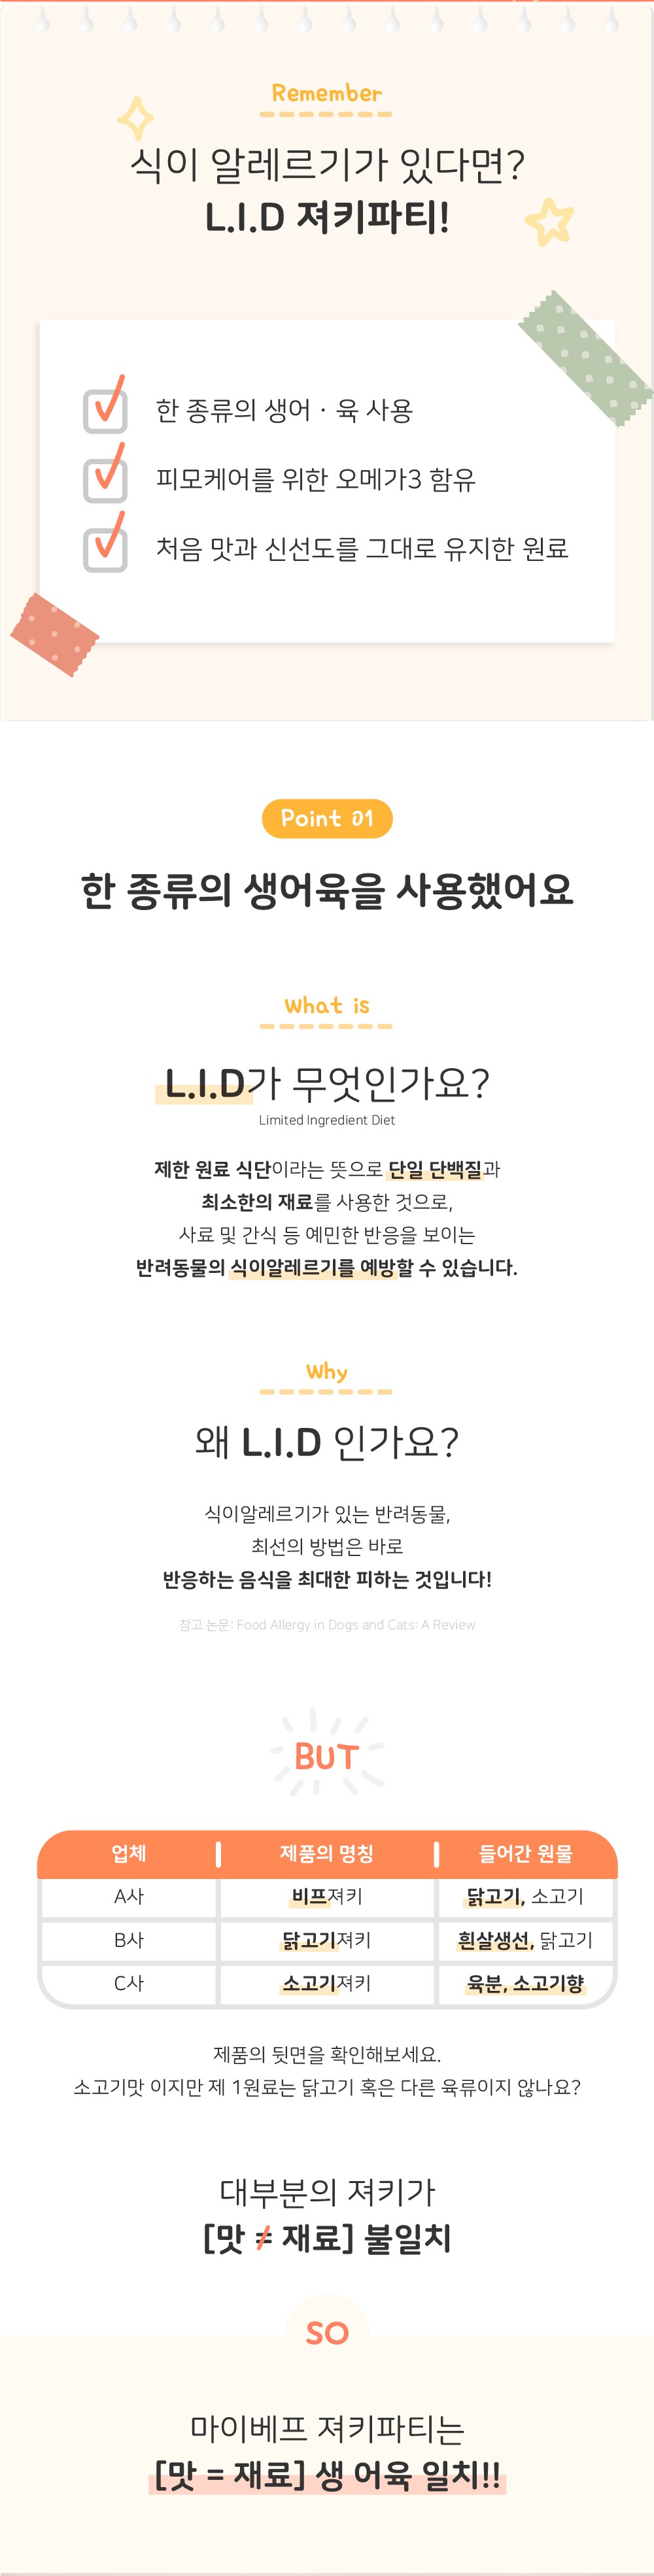 Remember
식이 알레르기가 있다면?
L.I.D 져키파티!
한 종류의 생어 · 육 사용
피모케어를 위한 오메가3 함유
처음 맛과 신선도를 그대로 유지한 원료
Point 01
한 종류의 생어육을 사용했어요
What is
L.I.D가 무엇인가요?
Limited Ingredient Diet
제한 원료 식단이라는 뜻으로 단일 단백질과
최소한의 재료를 사용한 것으로,
사료 및 간식 등 예민한 반응을 보이는
반려동물의 식이알레르기를 예방할 수 있습니다.
Why
왜 L.I.D 인가요?
식이알레르기가 있는 반려동물,
최선의 방법은 바로
반응하는 음식을 최대한 피하는 것입니다!
참고 논문: Food Allergy in Dogs and Cats: A Review
BUT
업체 제품의 명칭 들어간 원물
A사 비프져키 닭고기, 소고기
B사 닭고기져키 흰살생선, 닭고기
C사 소고기져키 육분, 소고기향
제품의 뒷면을 확인해보세요.
소고기맛 이지만 제 1원료는 닭고기 혹은 다른 육류이지 않나요?
대부분의 져키가
[맛 ≠ 재료] 불일치
SO
마이베프 져키파티는
[맛 = 재료] 생 어육 일치!!